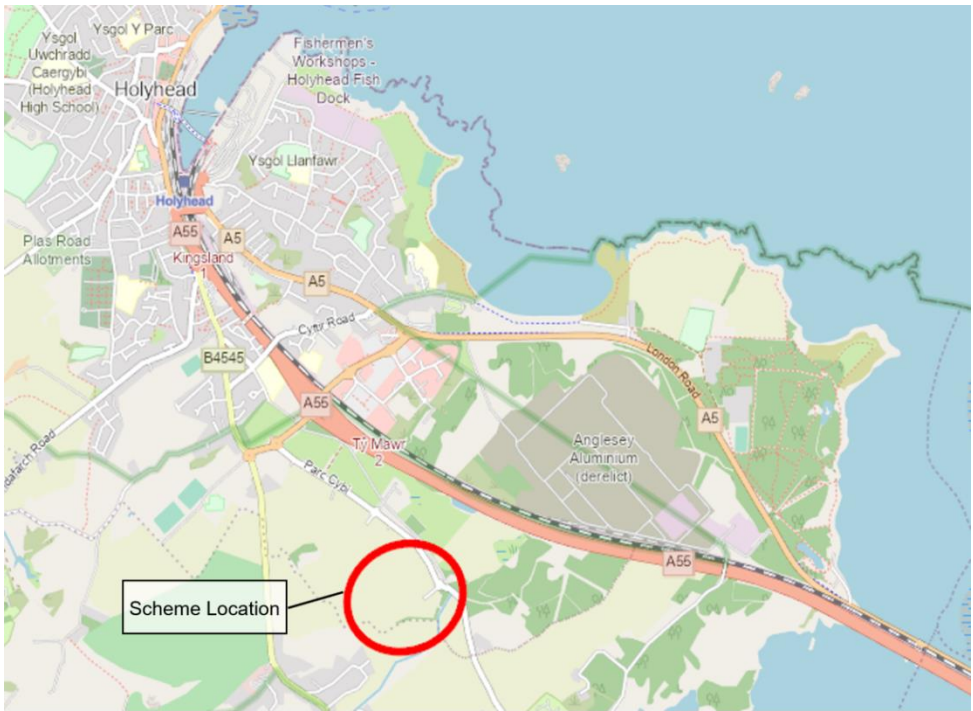 Ysgol Y Parc
Ysgol
Uwchradd
Caergybi
(Holyhead
High School)
Holyhead
Fishermen's
Workshops -
Holyhead Fish
Dock
Ysgol Llanfawr
Holyhead
A55
A5
Plas Road
Allotments
Kingsland
1
A5
Cyttir Road
B4545
London Road
A55
A5
Tŷ Mawr
2
Anglesey
Aluminium
(derelict)
Parc Cybi
A55
Scheme Location